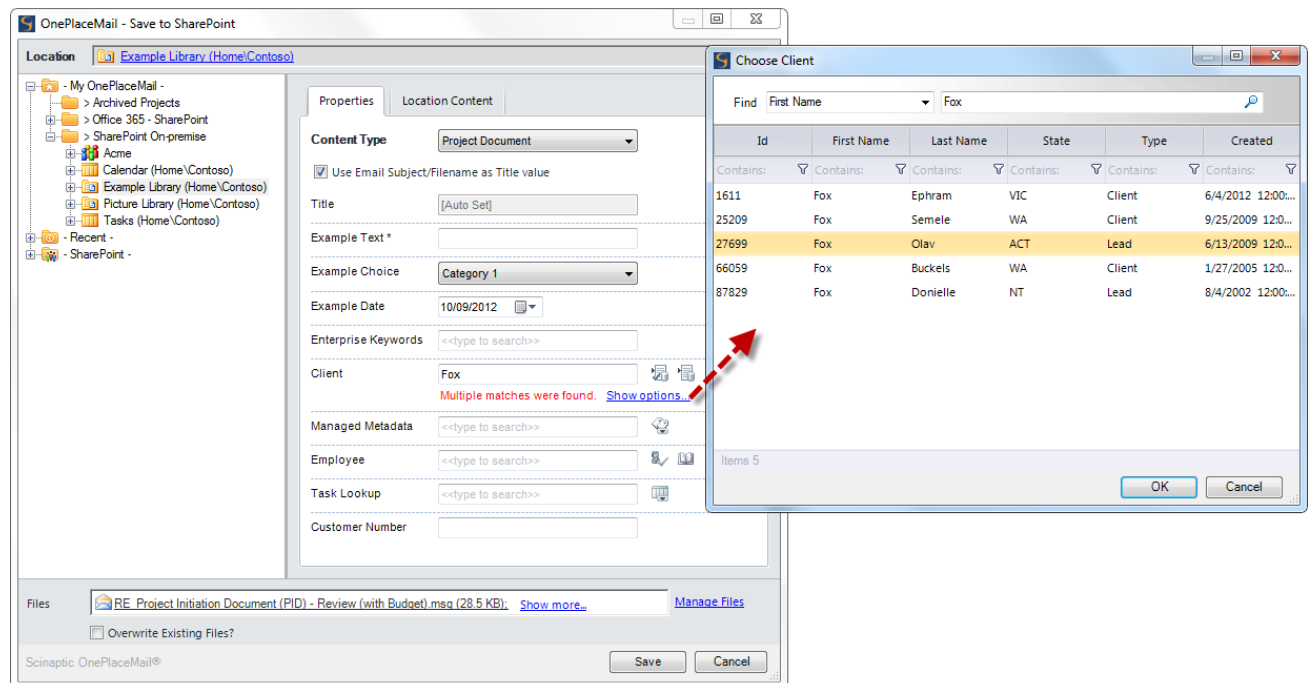 OnePlaceMail - Save to SharePoint
Location Example Library (Home\Contoso)
- My OnePlaceMail -
> Archived Projects
> Office 365 - SharePoint
> SharePoint On-premise
Acme
Calendar (Home\Contoso)
Example Library (Home\Contoso)
Picture Library (Home\Contoso)
Tasks (Home\Contoso)
- Recent -
- SharePoint -
Properties Location Content
Content Type Project Document
Use Email Subject/Filename as Title value
Title [Auto Set]
Example Text *
Example Choice Category 1
Example Date 10/09/2012
Enterprise Keywords <<type to search>>
Client Fox
Multiple matches were found. Show options...
Managed Metadata <<type to search>>
Employee <<type to search>>
Task Lookup <<type to search>>
Customer Number
Files RE Project Initiation Document (PID) - Review (with Budget).msg (28.5 KB); Show more... Manage Files
Overwrite Existing Files?
Scinaptic OnePlaceMail®
Save Cancel
Choose Client
Find First Name Fox
Id First Name Last Name State Type Created
Contains: Contains: Contains: Contains: Contains: Contains:
1611 Fox Ephram VIC Client 6/4/2012 12:00:...
25209 Fox Semele WA Client 9/25/2009 12:0...
27699 Fox Olav ACT Lead 6/13/2009 12:0...
66059 Fox Buckels WA Client 1/27/2005 12:0...
87829 Fox Donielle NT Lead 8/4/2002 12:00:...
Items 5
OK Cancel